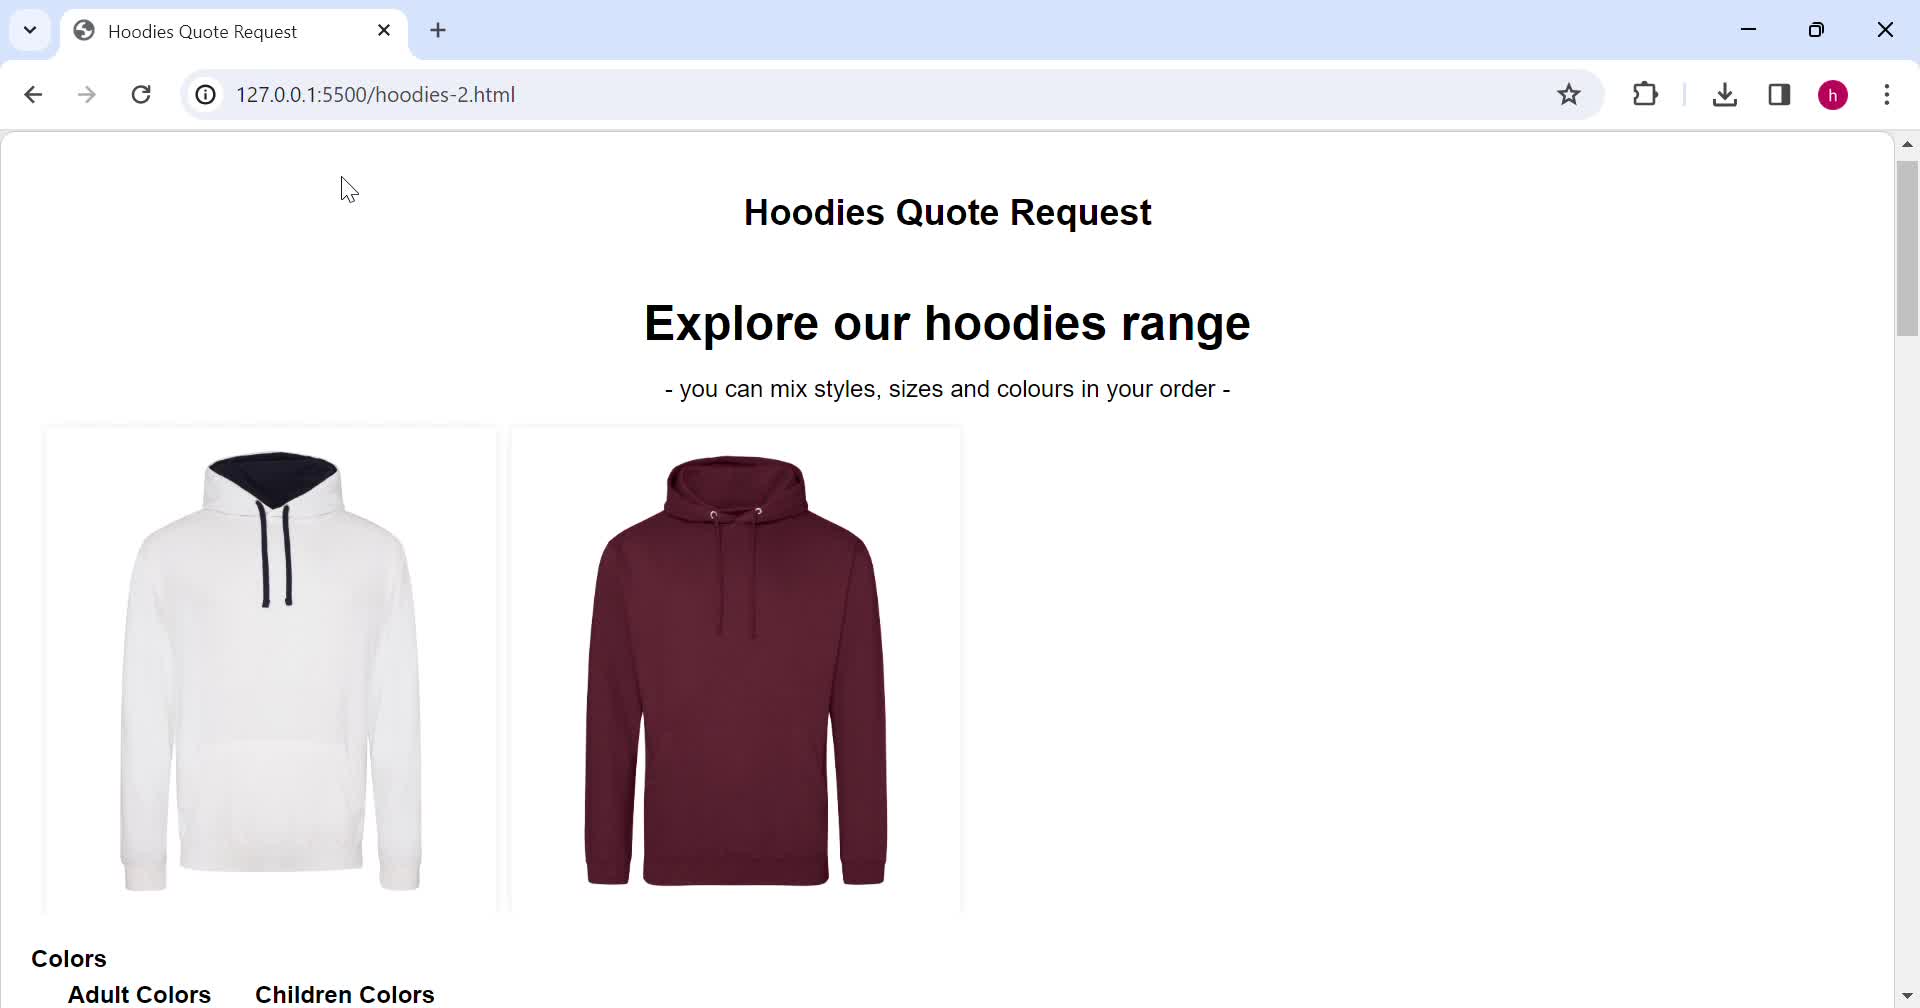 Hoodies Quote Request
127.0.0.1:5500/hoodies-2.html
h
Hoodies Quote Request
Explore our hoodies range
- you can mix styles, sizes and colours in your order -
Colors
Adult Colors Children Colors